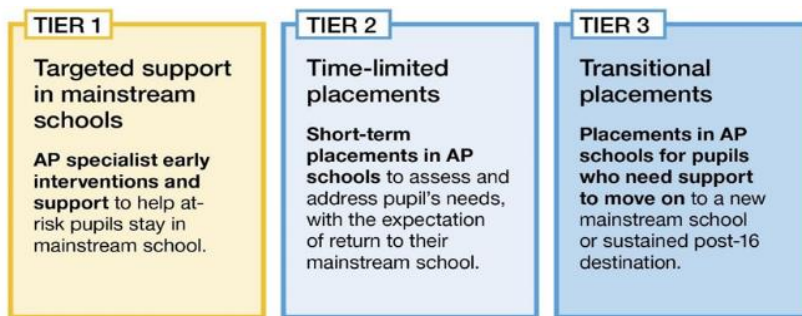 TIER 1
Targeted support
in mainstream
schools
AP specialist early
interventions and
support to help at-
risk pupils stay in
mainstream school.
TIER 2
Time-limited
placements
Short-term
placements in AP
schools to assess and
address pupil's needs,
with the expectation
of return to their
mainstream school.
TIER 3
Transitional
placements
Placements in AP
schools for pupils
who need support
to move on to a new
mainstream school
or sustained post-16
destination.